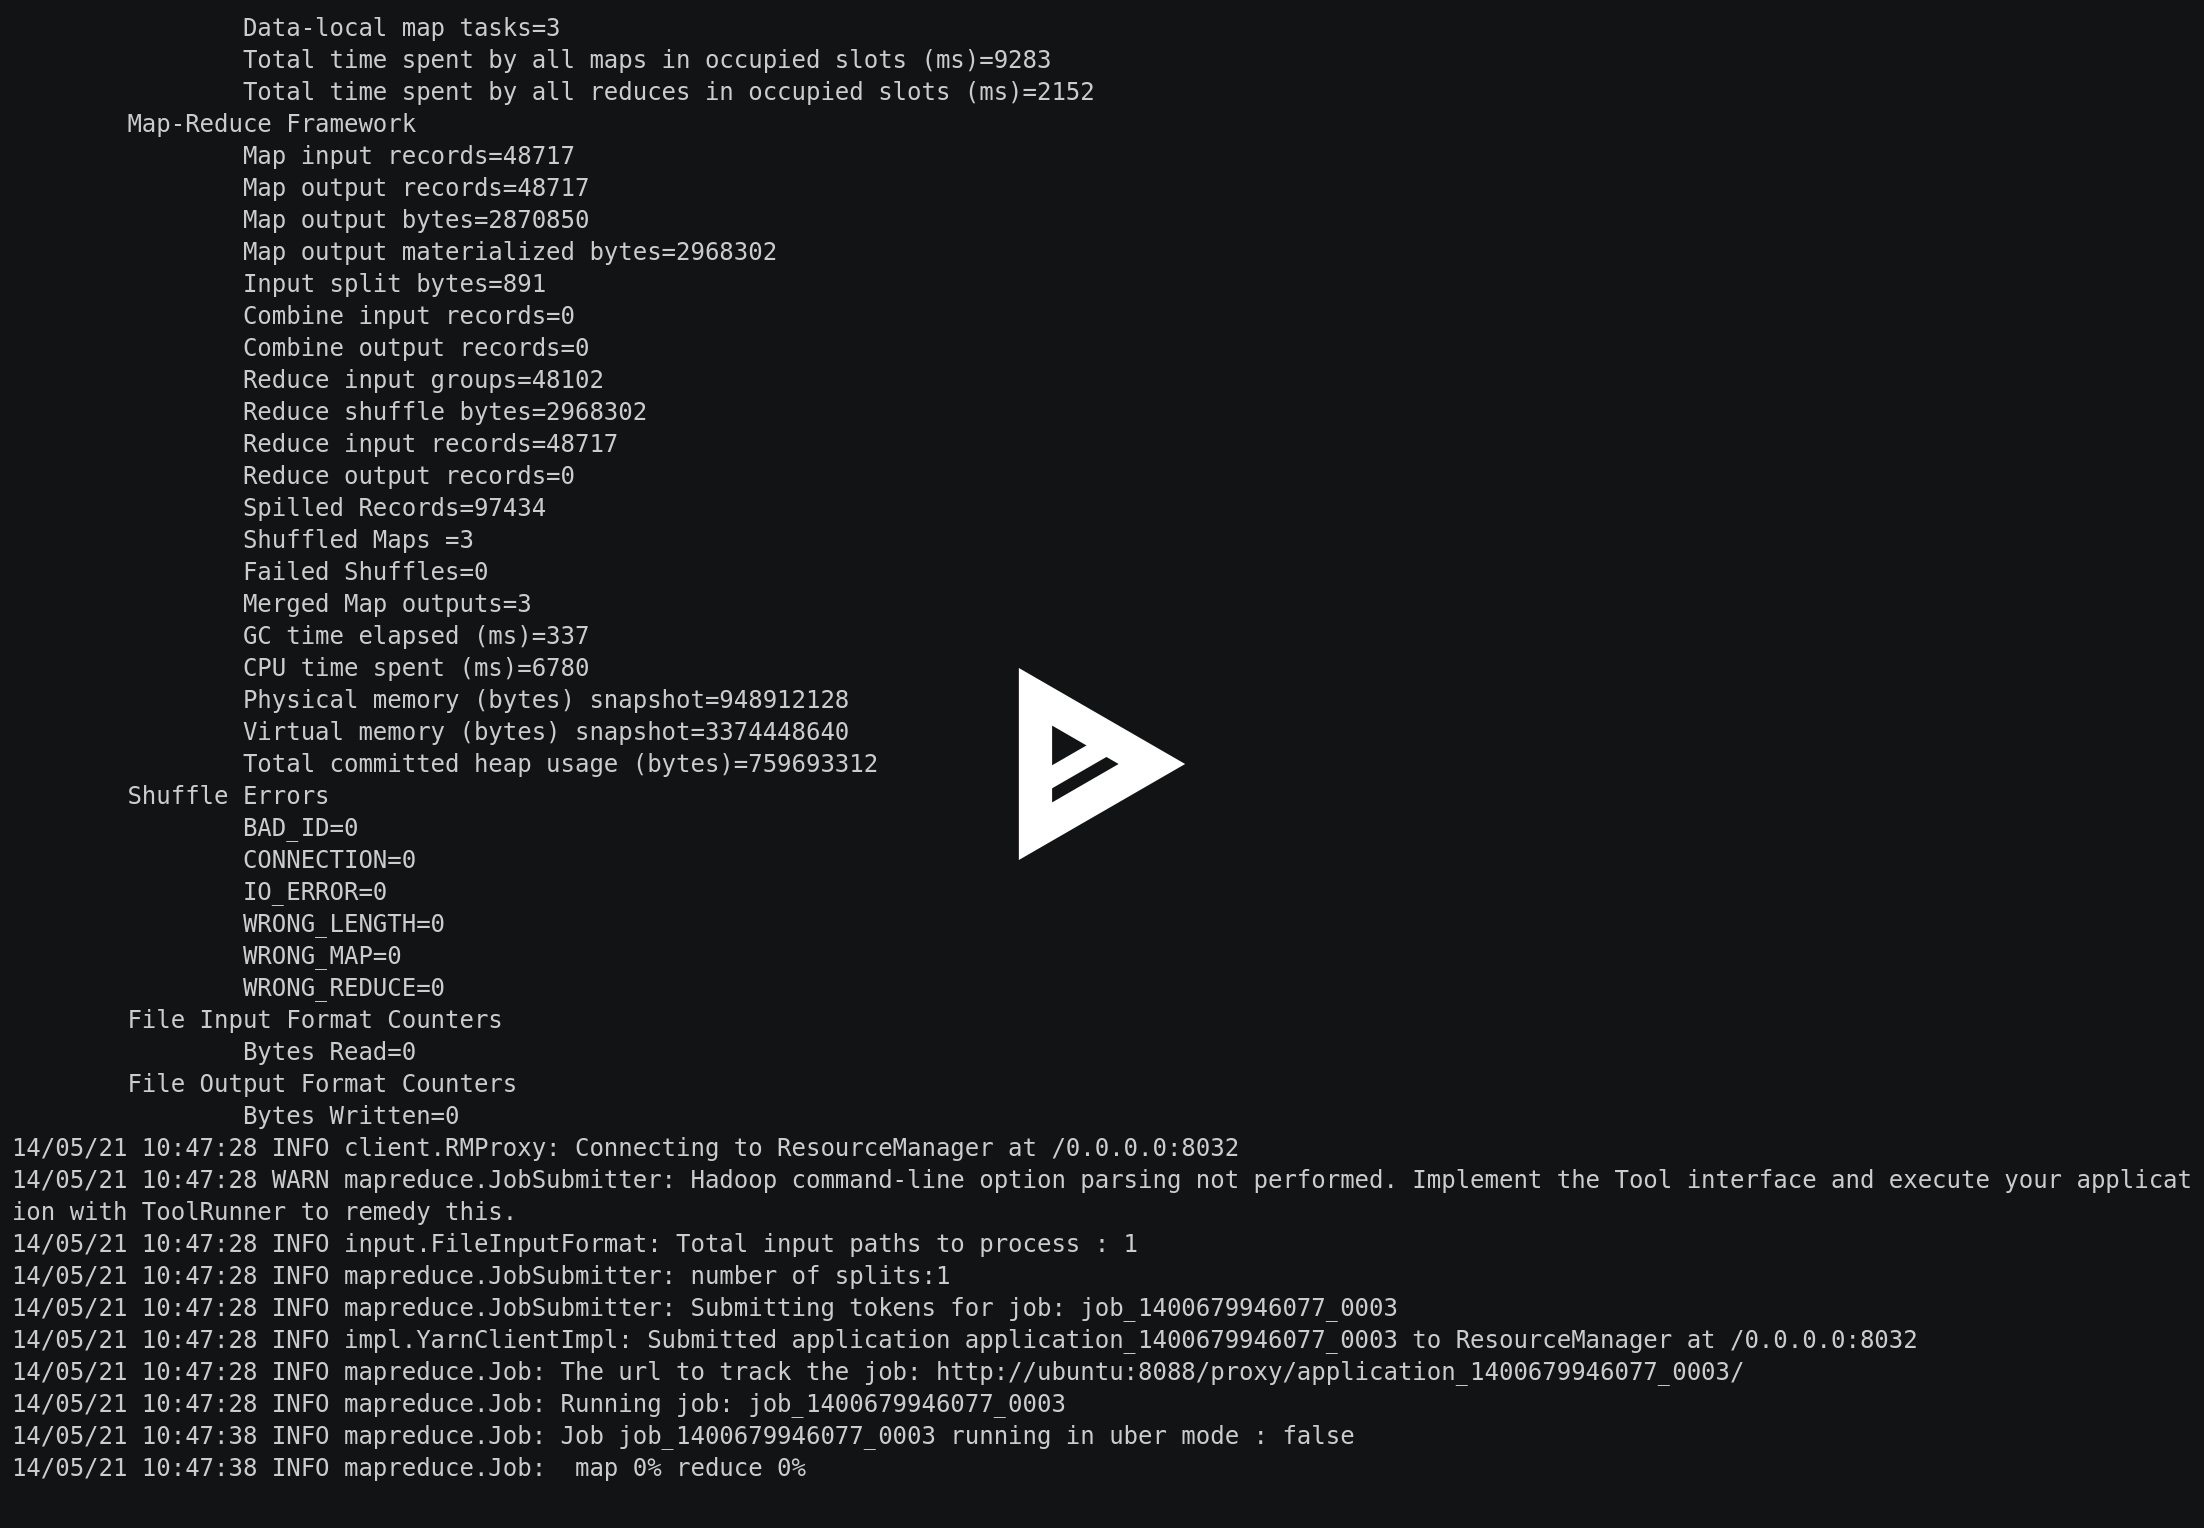 Data-local map tasks=3
Total time spent by all maps in occupied slots (ms)=9283
Total time spent by all reduces in occupied slots (ms)=2152
Map-Reduce Framework
Map input records=48717
Map output records=48717
Map output bytes=2870850
Map output materialized bytes=2968302
Input split bytes=891
Combine input records=0
Combine output records=0
Reduce input groups=48102
Reduce shuffle bytes=2968302
Reduce input records=48717
Reduce output records=0
Spilled Records=97434
Shuffled Maps =3
Failed Shuffles=0
Merged Map outputs=3
GC time elapsed (ms)=337
CPU time spent (ms)=6780
Physical memory (bytes) snapshot=948912128
Virtual memory (bytes) snapshot=3374448640
Total committed heap usage (bytes)=759693312
Shuffle Errors
BAD_ID=0
CONNECTION=0
IO_ERROR=0
WRONG_LENGTH=0
WRONG_MAP=0
WRONG_REDUCE=0
File Input Format Counters
Bytes Read=0
File Output Format Counters
Bytes Written=0
14/05/21 10:47:28 INFO client.RMProxy: Connecting to ResourceManager at /0.0.0.0:8032
14/05/21 10:47:28 WARN mapreduce.JobSubmitter: Hadoop command-line option parsing not performed. Implement the Tool interface and execute your applicat
ion with ToolRunner to remedy this.
14/05/21 10:47:28 INFO input.FileInputFormat: Total input paths to process : 1
14/05/21 10:47:28 INFO mapreduce.JobSubmitter: number of splits:1
14/05/21 10:47:28 INFO mapreduce.JobSubmitter: Submitting tokens for job: job_1400679946077_0003
14/05/21 10:47:28 INFO impl.YarnClientImpl: Submitted application application_1400679946077_0003 to ResourceManager at /0.0.0.0:8032
14/05/21 10:47:28 INFO mapreduce.Job: The url to track the job: http://ubuntu:8088/proxy/application_1400679946077_0003/
14/05/21 10:47:28 INFO mapreduce.Job: Running job: job_1400679946077_0003
14/05/21 10:47:38 INFO mapreduce.Job: Job job_1400679946077_0003 running in uber mode : false
14/05/21 10:47:38 INFO mapreduce.Job:  map 0% reduce 0%